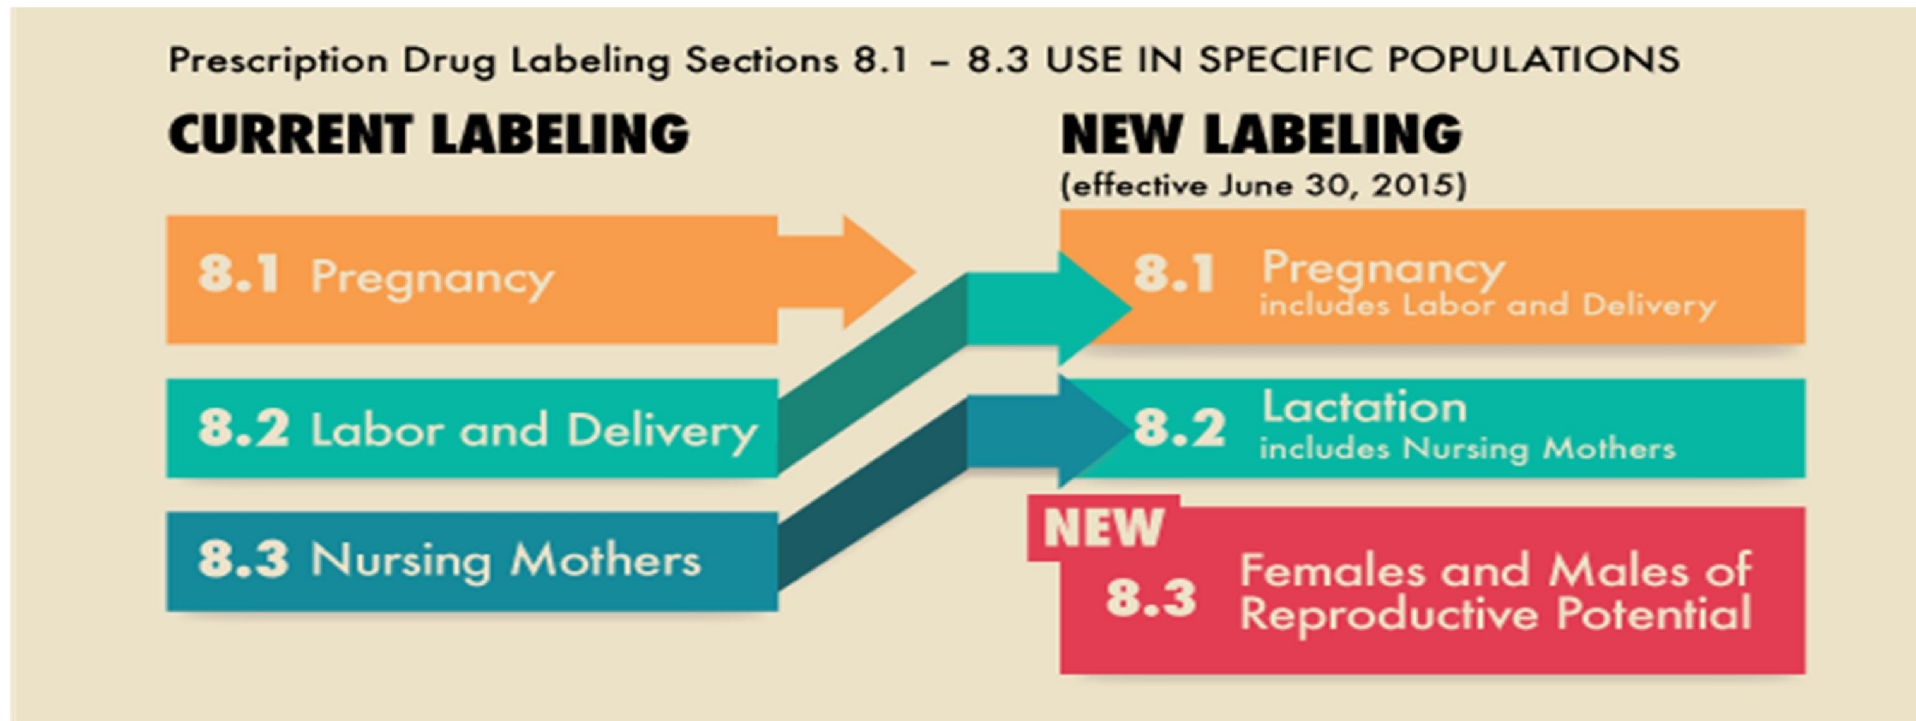 Prescription Drug Labeling Sections 8.1 – 8.3 USE IN SPECIFIC POPULATIONS
CURRENT LABELING
8.1 Pregnancy
8.2 Labor and Delivery
8.3 Nursing Mothers
NEW LABELING
(effective June 30, 2015)
8.1 Pregnancy
includes Labor and Delivery
8.2 Lactation
includes Nursing Mothers
NEW
8.3 Females and Males of
Reproductive Potential